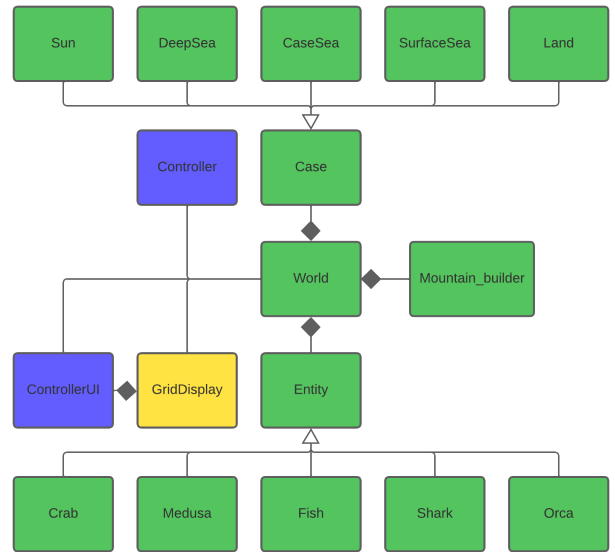 Sun
DeepSea
CaseSea
SurfaceSea
Land
Controller
Case
World
Mountain_builder
ControllerUI
GridDisplay
Entity
Crab
Medusa
Fish
Shark
Orca